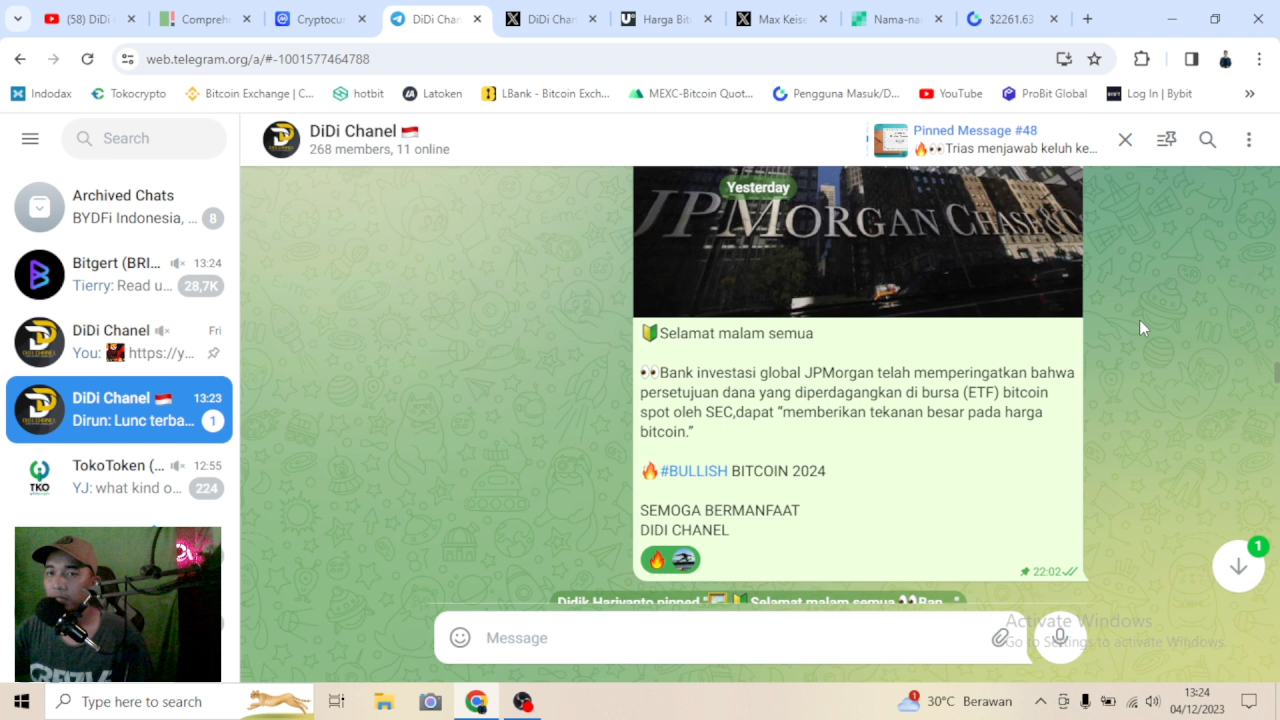 (58) DiDi
Compreh
Cryptocur
DiDi Chan
DiDi Chan
Harga Bit
Max Keise
Nama-na
$2261.63
web.telegram.org/a/#-1001577464788
Indodax
Tokocrypto
Bitcoin Exchange | C...
hotbit
Latoken
LBank - Bitcoin Exch...
MEXC-Bitcoin Quot...
Pengguna Masuk/D...
YouTube
ProBit Global
Log In | Bybit
Search
DiDi Chanel 🇮🇩
268 members, 11 online
Pinned Message #48
🔥👀Trias menjawab keluh ke...
Archived Chats
BYDFi Indonesia, ... 8
Bitgert (BRI... 13:24
Tierry: Read u... 28,7K
DiDi Chanel Fri
You: https://y...
DiDi Chanel 🇮🇩 13:23
Dirun: Lunc terba... 1
TokoToken (... 12:55
YJ: what kind o... 224
Yesterday
JPMORGAN CHASE & C
🔰Selamat malam semua
👀Bank investasi global JPMorgan telah memperingatkan bahwa
persetujuan dana yang diperdagangkan di bursa (ETF) bitcoin
spot oleh SEC,dapat “memberikan tekanan besar pada harga
bitcoin.”
🔥#BULLISH BITCOIN 2024
SEMOGA BERMANFAAT
DIDI CHANEL
22:02
Didik Hariyanto pinned "🖼🔰Selamat malam semua 👀Ban..."
1
Message
Activate Windows
Go to Settings to activate Windows.
Type here to search
30°C Berawan
13:24
04/12/2023